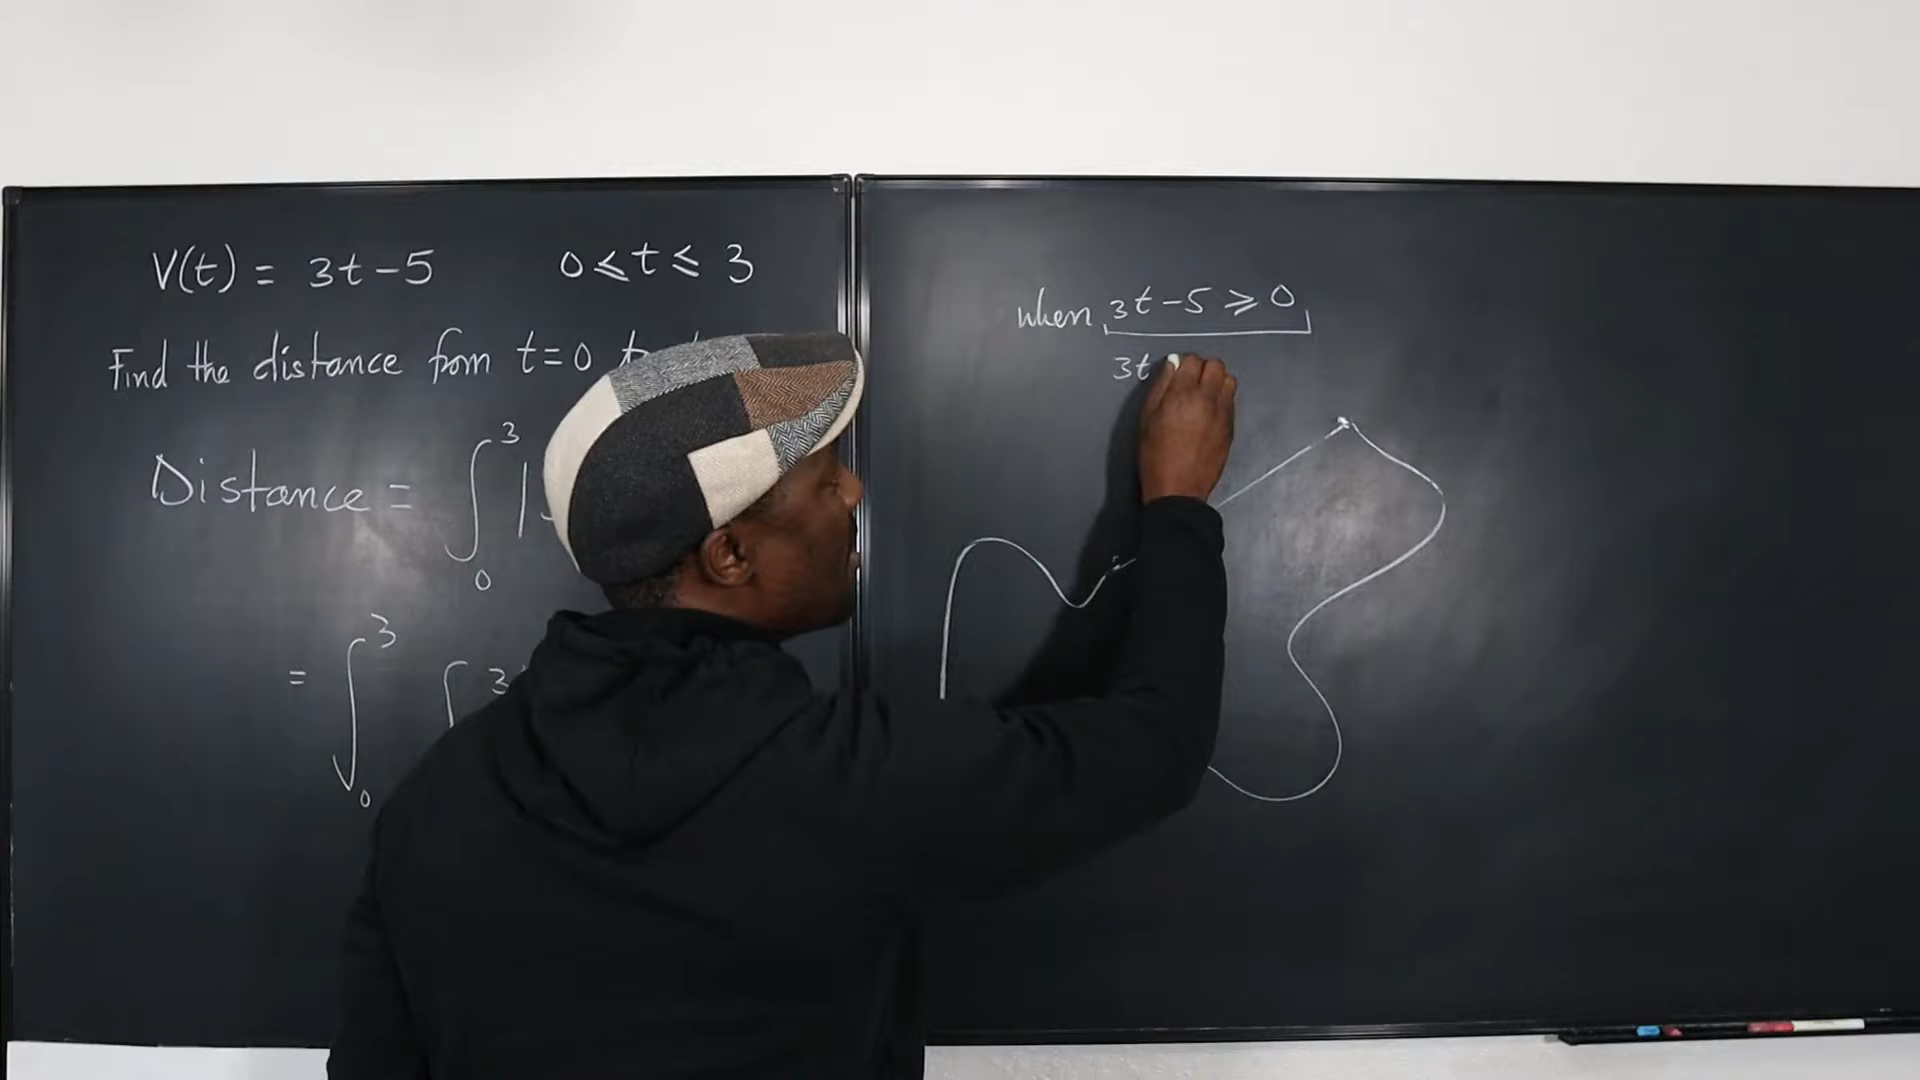 V(t) = 3t-5 0 ≤ t ≤ 3
Find the distance from t=0
Distance = ∫ 3 0 |
= ∫ 3 0 ∫ 3
when 3t-5 ≥ 0
3t